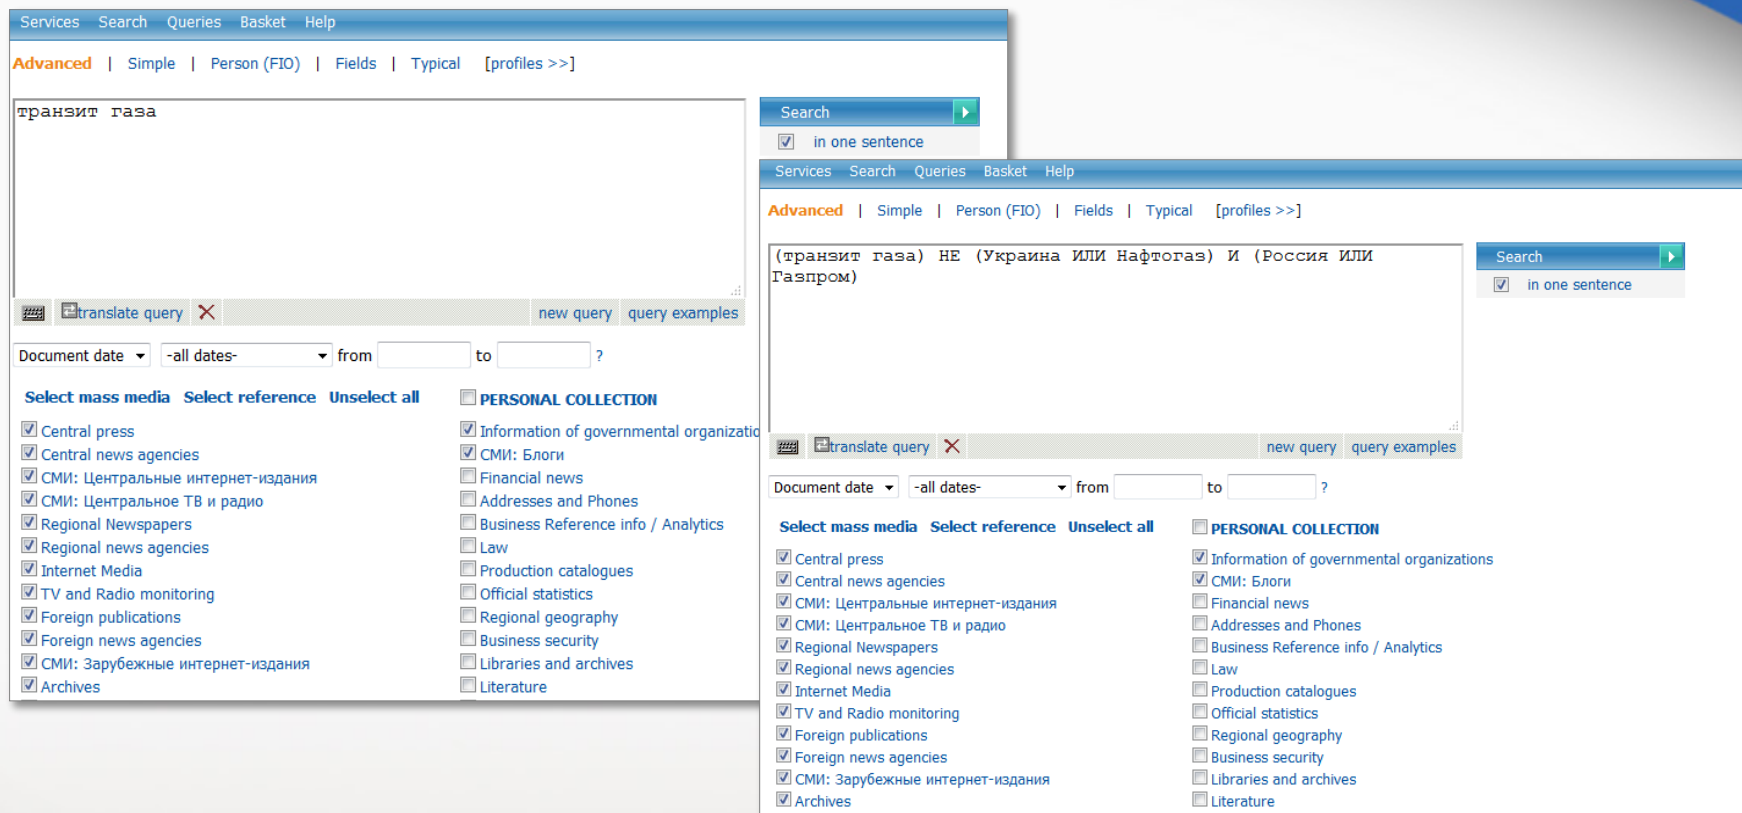 Services Search Queries Basket Help
Advanced | Simple | Person (FIO) | Fields | Typical [profiles >>]
транзит газа
Search
in one sentence
translate query
new query query examples
Document date -all dates- from to ?
Select mass media Select reference Unselect all
Central press
Central news agencies
СМИ: Центральные интернет-издания
СМИ: Центральное ТВ и радио
Regional Newspapers
Regional news agencies
Internet Media
TV and Radio monitoring
Foreign publications
Foreign news agencies
СМИ: Зарубежные интернет-издания
Archives
PERSONAL COLLECTION
Information of governmental organizatio
СМИ: Блоги
Financial news
Addresses and Phones
Business Reference info / Analytics
Law
Production catalogues
Official statistics
Regional geography
Business security
Libraries and archives
Literature
Services Search Queries Basket Help
Advanced | Simple | Person (FIO) | Fields | Typical [profiles >>]
(транзит газа) НЕ (Украина ИЛИ Нафтогаз) И (Россия ИЛИ
Газпром)
Search
in one sentence
translate query
new query query examples
Document date -all dates- from to ?
Select mass media Select reference Unselect all
Central press
Central news agencies
СМИ: Центральные интернет-издания
СМИ: Центральное ТВ и радио
Regional Newspapers
Regional news agencies
Internet Media
TV and Radio monitoring
Foreign publications
Foreign news agencies
СМИ: Зарубежные интернет-издания
Archives
PERSONAL COLLECTION
Information of governmental organizations
СМИ: Блоги
Financial news
Addresses and Phones
Business Reference info / Analytics
Law
Production catalogues
Official statistics
Regional geography
Business security
Libraries and archives
Literature